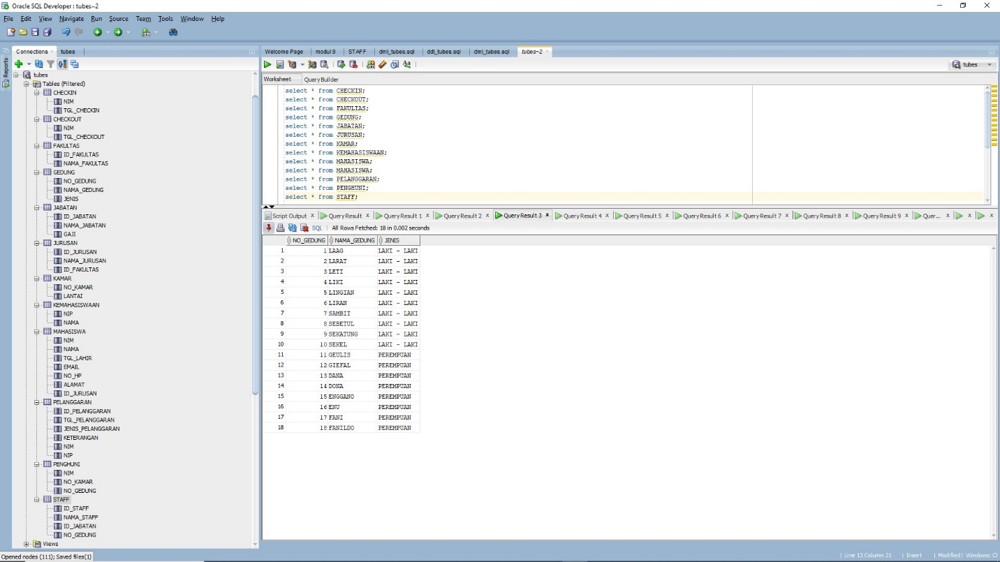 Oracle SQL Developer : tubes~2
File Edit View Navigate Run Source Team Tools Window Help
Connections × tubes
Reports
tubes
Tables (Filtered)
CHECKIN
NIM
TGL_CHECKIN
CHECKOUT
NIM
TGL_CHECKOUT
FAKULTAS
ID_FAKULTAS
NAMA_FAKULTAS
GEDUNG
NO_GEDUNG
NAMA_GEDUNG
JENIS
JABATAN
ID_JABATAN
NAMA_JABATAN
GAJI
JURUSAN
ID_JURUSAN
NAMA_JURUSAN
ID_FAKULTAS
KAMAR
NO_KAMAR
LANTAI
KEMAHASISWAAN
NIP
NAMA
MAHASISWA
NIM
NAMA
TGL_LAHIR
EMAIL
NO_HP
ALAMAT
ID_JURUSAN
PELANGGARAN
ID_PELANGGARAN
TGL_PELANGGARAN
JENIS_PELANGGARAN
KETERANGAN
NIM
NIP
PENGHUNI
NIM
NO_KAMAR
NO_GEDUNG
STAFF
ID_STAFF
NAMA_STAFF
ID_JABATAN
NO_GEDUNG
Views
Welcome Page modul 9 STAFF dml_tubes.sql ddl_tubes.sql dml_tubes.sql tubes~2 ×
tubes
Worksheet Query Builder
select * from CHECKIN;
select * from CHECKOUT;
select * from FAKULTAS;
select * from GEDUNG;
select * from JABATAN;
select * from JURUSAN;
select * from KAMAR;
select * from KEMAHASISWAAN;
select * from MAHASISWA;
select * from MAHASISWA;
select * from PELANGGARAN;
select * from PENGHUNI;
select * from STAFF;
Script Output × Query Result × Query Result 1 × Query Result 2 × Query Result 3 × Query Result 4 × Query Result 5 × Query Result 6 × Query Result 7 × Query Result 8 × Query Result 9 × Quer... × × ×
SQL | All Rows Fetched: 18 in 0.002 seconds
NO_GEDUNG NAMA_GEDUNG JENIS
1 1 LAAG LAKI - LAKI
2 2 LARAT LAKI - LAKI
3 3 LETI LAKI - LAKI
4 4 LIKI LAKI - LAKI
5 5 LINGIAN LAKI - LAKI
6 6 LIRAN LAKI - LAKI
7 7 SAMBIT LAKI - LAKI
8 8 SEBETUL LAKI - LAKI
9 9 SEKATUNG LAKI - LAKI
10 10 SEKEL LAKI - LAKI
11 11 GEULIS PEREMPUAN
12 12 GIEFAL PEREMPUAN
13 13 DANA PEREMPUAN
14 14 DONA PEREMPUAN
15 15 ENGGANO PEREMPUAN
16 16 ENU PEREMPUAN
17 17 FANI PEREMPUAN
18 18 FANILDO PEREMPUAN
Opened nodes (111); Saved files(1)
| Line 13 Column 21 | Insert | Modified | Windows: Cl